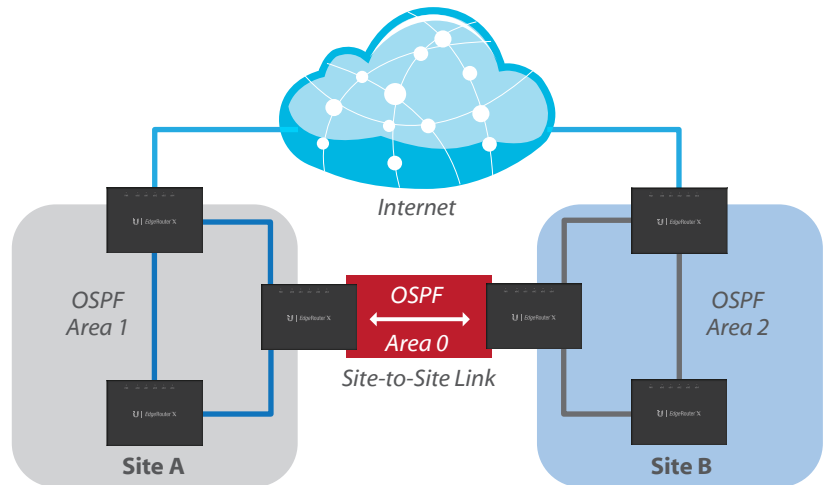 Internet
EdgeRouter X
EdgeRouter X
OSPF
Area 1
EdgeRouter X
OSPF
Area 0
EdgeRouter X
OSPF
Area 2
Site-to-Site Link
EdgeRouter X
EdgeRouter X
Site A
Site B